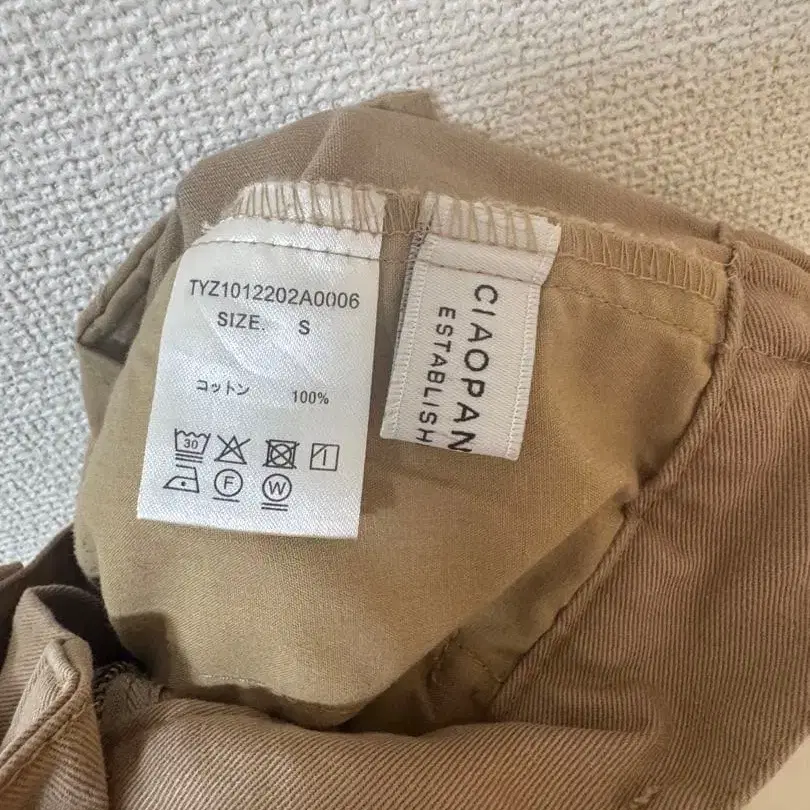 TYZ1012202A0006
SIZE. S
コットン 100%
30
F W
CIAOPAN
ESTABLISH